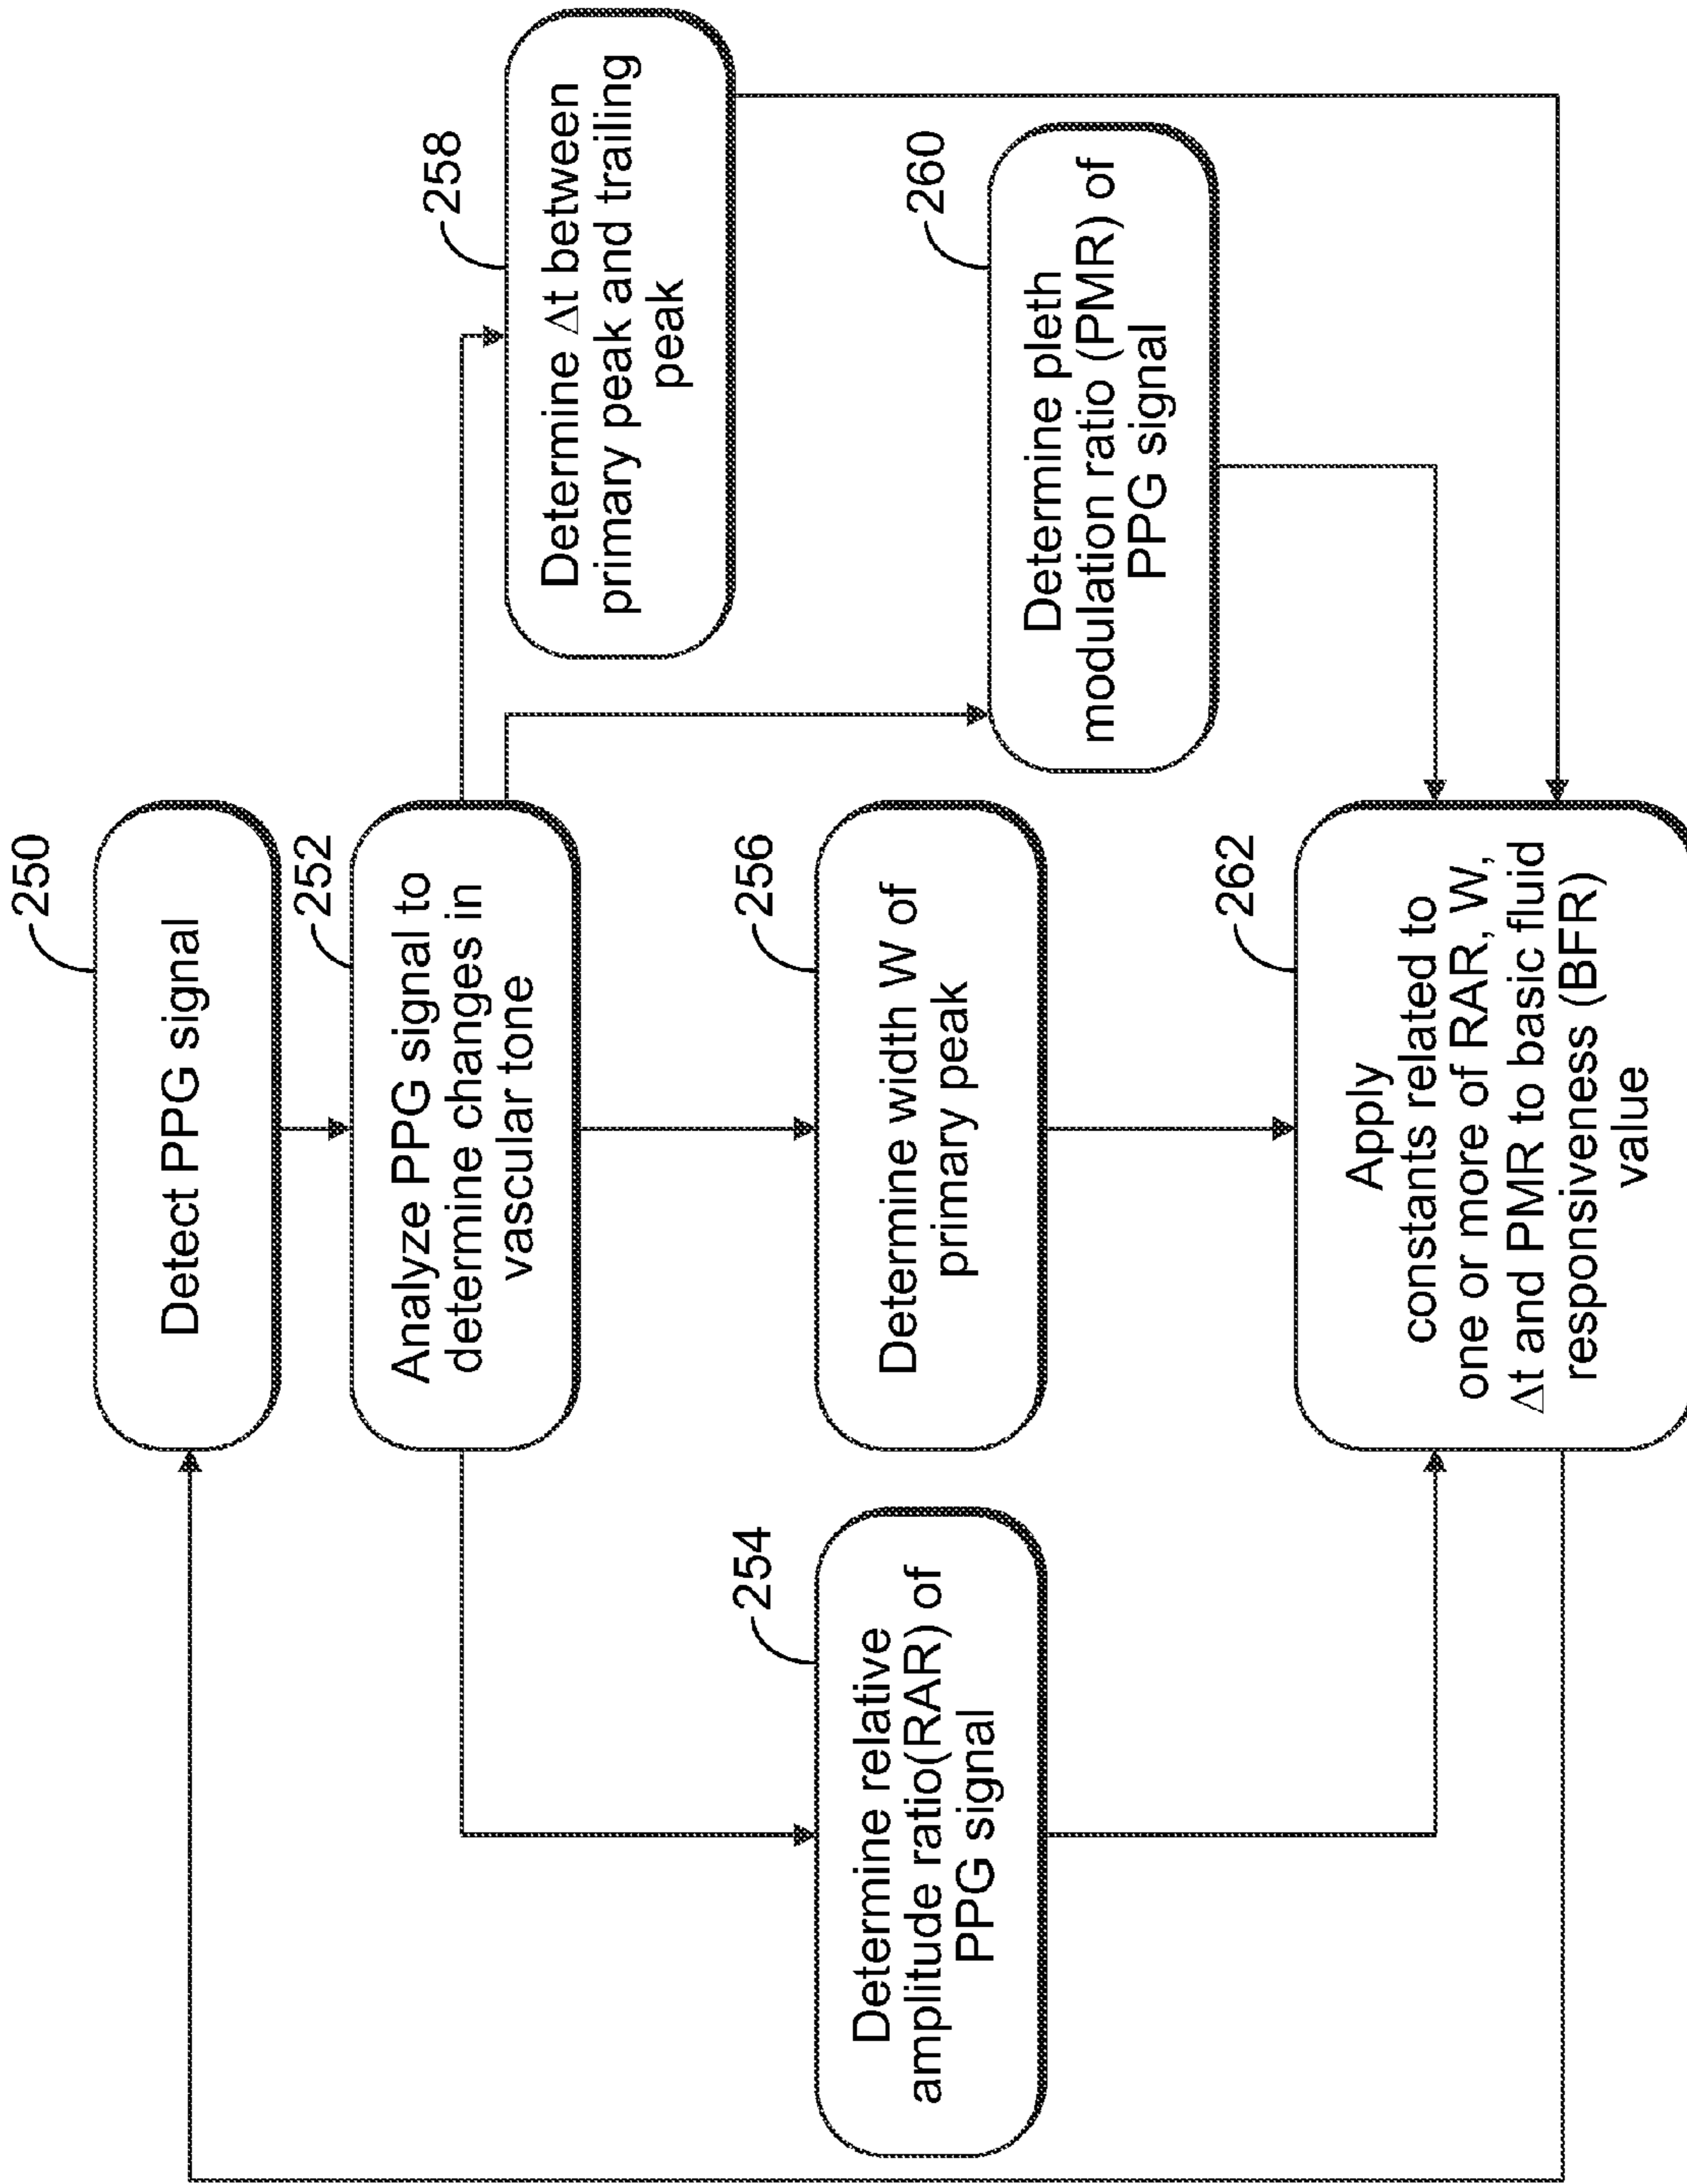 250
Detect PPG signal
252
Analyze PPG signal to
determine changes in
vascular tone
258
Determine Δt between
primary peak and trailing
peak
254
Determine relative
amplitude ratio(RAR) of
PPG signal
256
Determine width W of
primary peak
260
Determine pleth
modulation ratio (PMR) of
PPG signal
262
Apply
constants related to
one or more of RAR, W,
Δt and PMR to basic fluid
responsiveness (BFR)
value